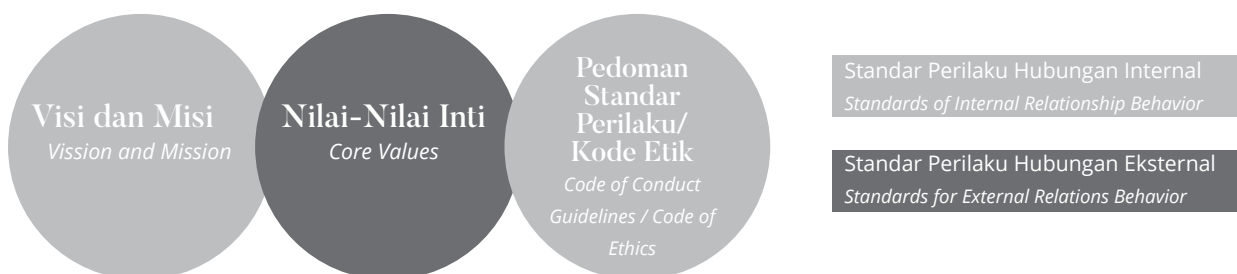 Visi dan Misi
Vission and Mission
Nilai-Nilai Inti
Core Values
Pedoman
Standar
Perilaku/
Kode Etik
Code of Conduct
Guidelines / Code of
Ethics
Standar Perilaku Hubungan Internal
Standards of Internal Relationship Behavior
Standar Perilaku Hubungan Eksternal
Standards for External Relations Behavior